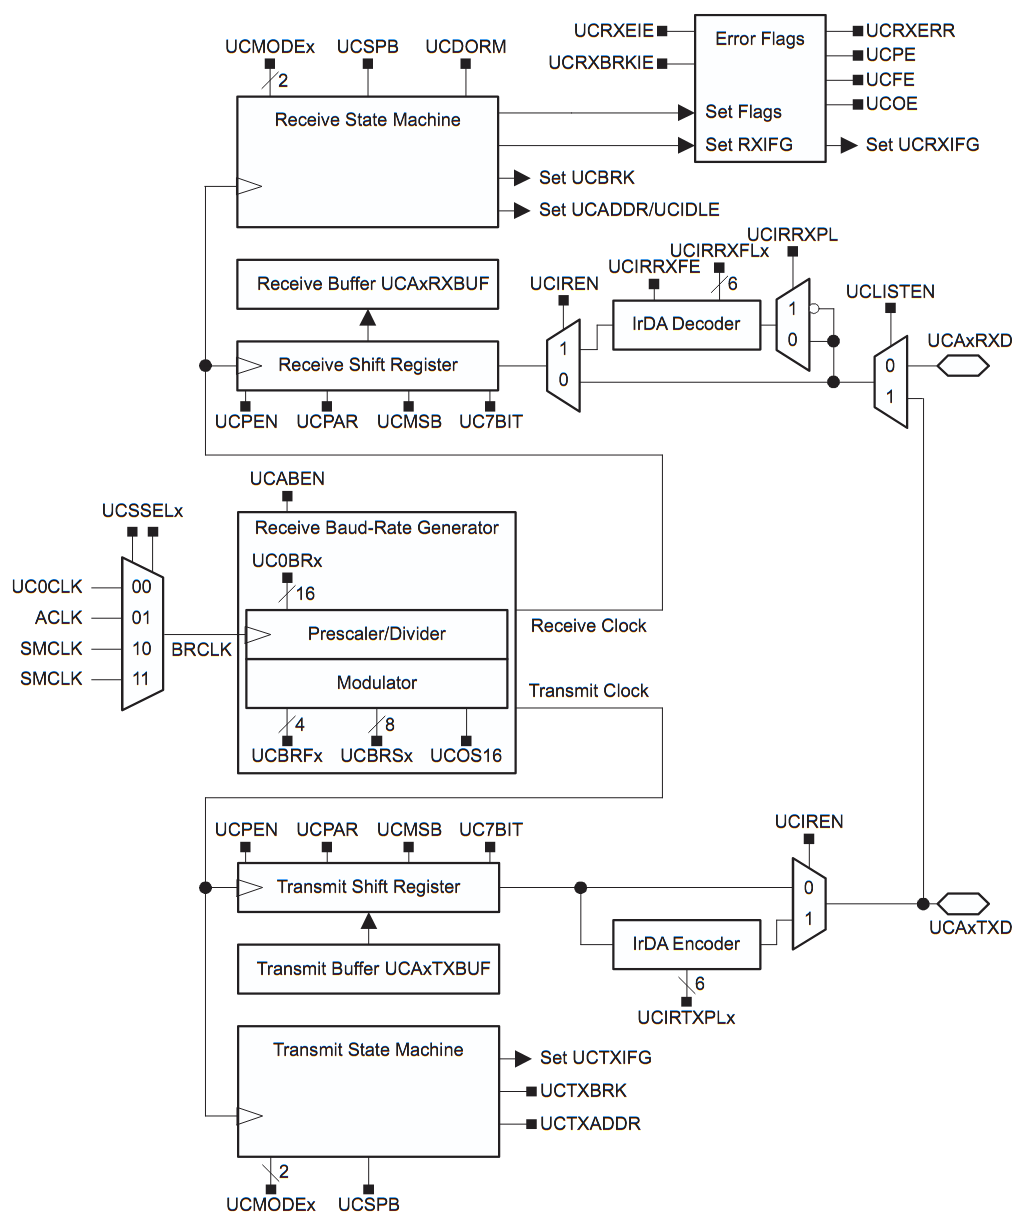 UCMODEx
UCSPB
UCDORM
2
Receive State Machine
UCRXEIE
UCRXBRKIE
Error Flags
UCRXERR
UCPE
UCFE
UCOE
Set Flags
Set RXIFG
Set UCRXIFG
Set UCBRK
Set UCADDR/UCIDLE
Receive Buffer UCAxRXBUF
Receive Shift Register
UCPEN
UCPAR
UCMSB
UC7BIT
UCIREN
1
0
UCIRRXFE
UCIRRXFLx
6
IrDA Decoder
UCIRRXPL
1
0
UCLISTEN
0
1
UCAxRXD
UCABEN
Receive Baud-Rate Generator
UC0BRx
16
UCSSELx
UC0CLK
ACLK
SMCLK
SMCLK
00
01
10
11
BRCLK
Prescaler/Divider
Modulator
Receive Clock
Transmit Clock
4
8
UCBRFx
UCBRSx
UCOS16
UCPEN
UCPAR
UCMSB
UC7BIT
Transmit Shift Register
Transmit Buffer UCAxTXBUF
UCIREN
0
1
IrDA Encoder
6
UCIRTXPLx
UCAxTXD
Transmit State Machine
Set UCTXIFG
UCTXBRK
UCTXADDR
2
UCMODEx
UCSPB